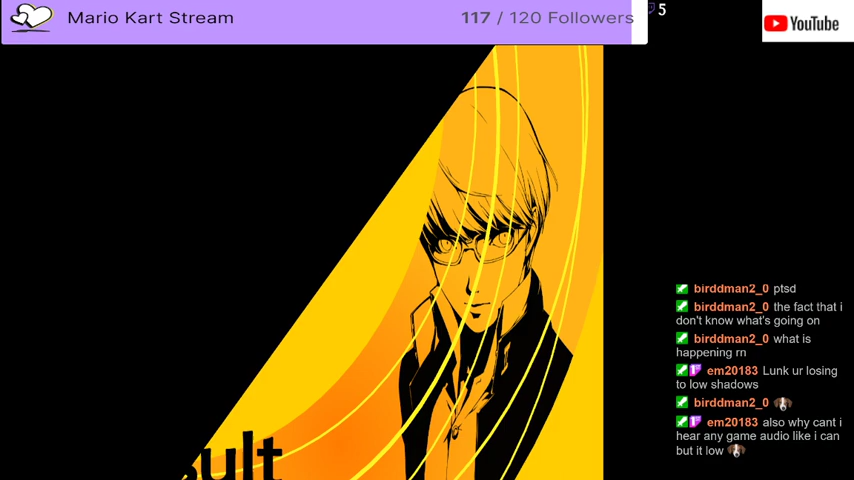 Mario Kart Stream
117 / 120 Followers
5
YouTube
birddman2_0 ptsd
birddman2_0 the fact that i
don't know what's going on
birddman2_0 what is
happening rn
em20183 Lunk ur losing
to low shadows
birddman2_0
em20183 also why cant i
hear any game audio like i can
but it low
sult